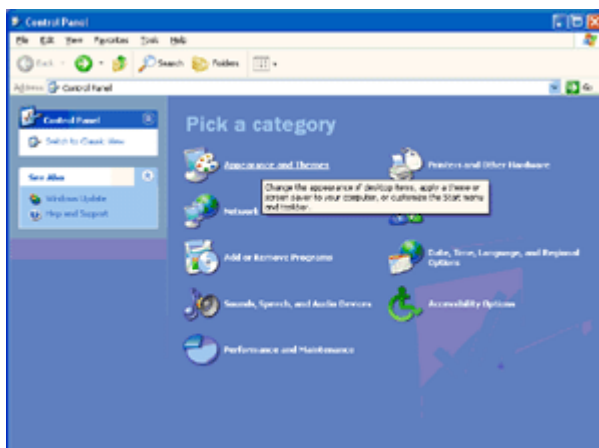 Control Panel
File Edit View Favorites Tools Help
Back Search Folders
Address Control Panel Go
Control Panel
Switch to Classic View
See Also
Windows Update
Help and Support
Pick a category
Appearance and Themes
Printers and Other Hardware
Change the appearance of desktop items, apply a theme or
screen saver to your computer, or customize the Start menu
and taskbar.
Network
Add or Remove Programs
Date, Time, Language, and Regional
Options
Sounds, Speech, and Audio Devices
Accessibility Options
Performance and Maintenance